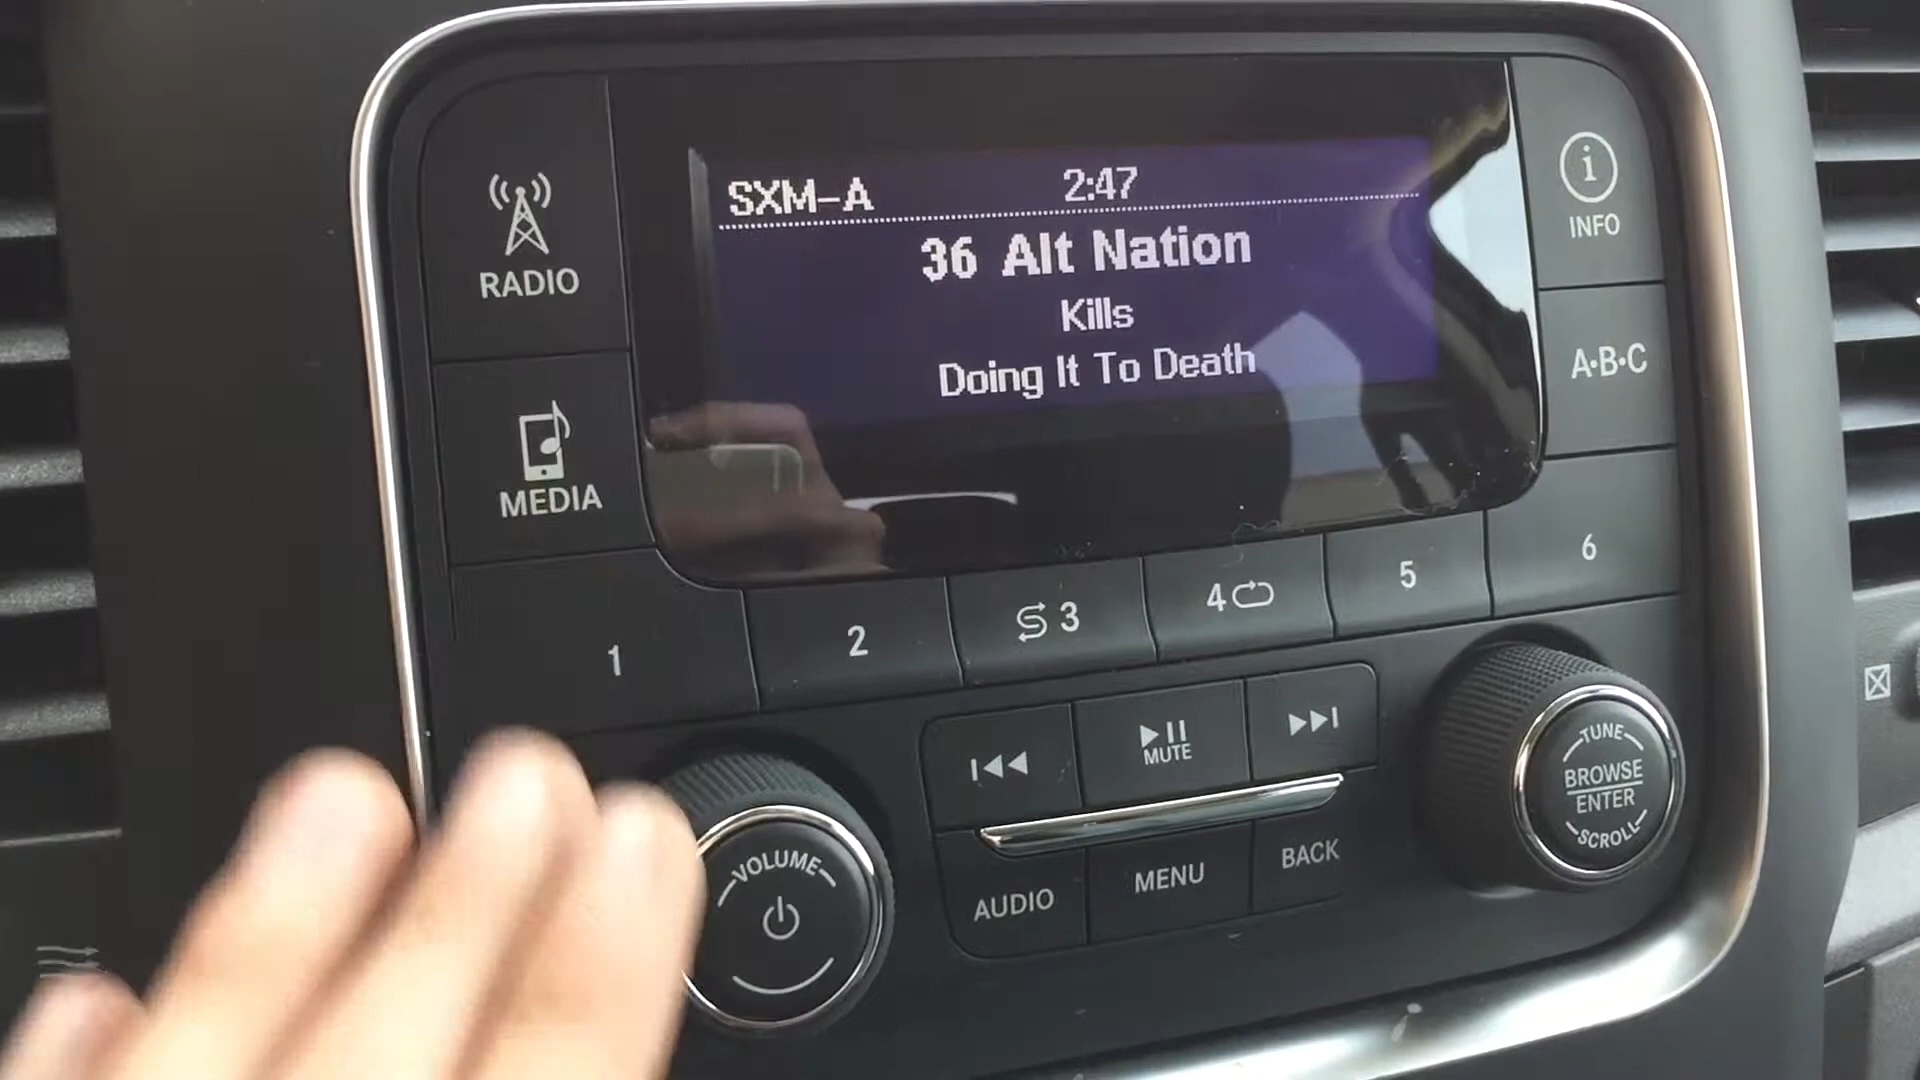 SXM-A 2:47
36 Alt Nation
Kills
Doing It To Death
RADIO
MEDIA
i
INFO
A•B•C
1
2
3
4
5
6
MUTE
AUDIO
MENU
BACK
VOLUME
TUNE
BROWSE
ENTER
SCROLL